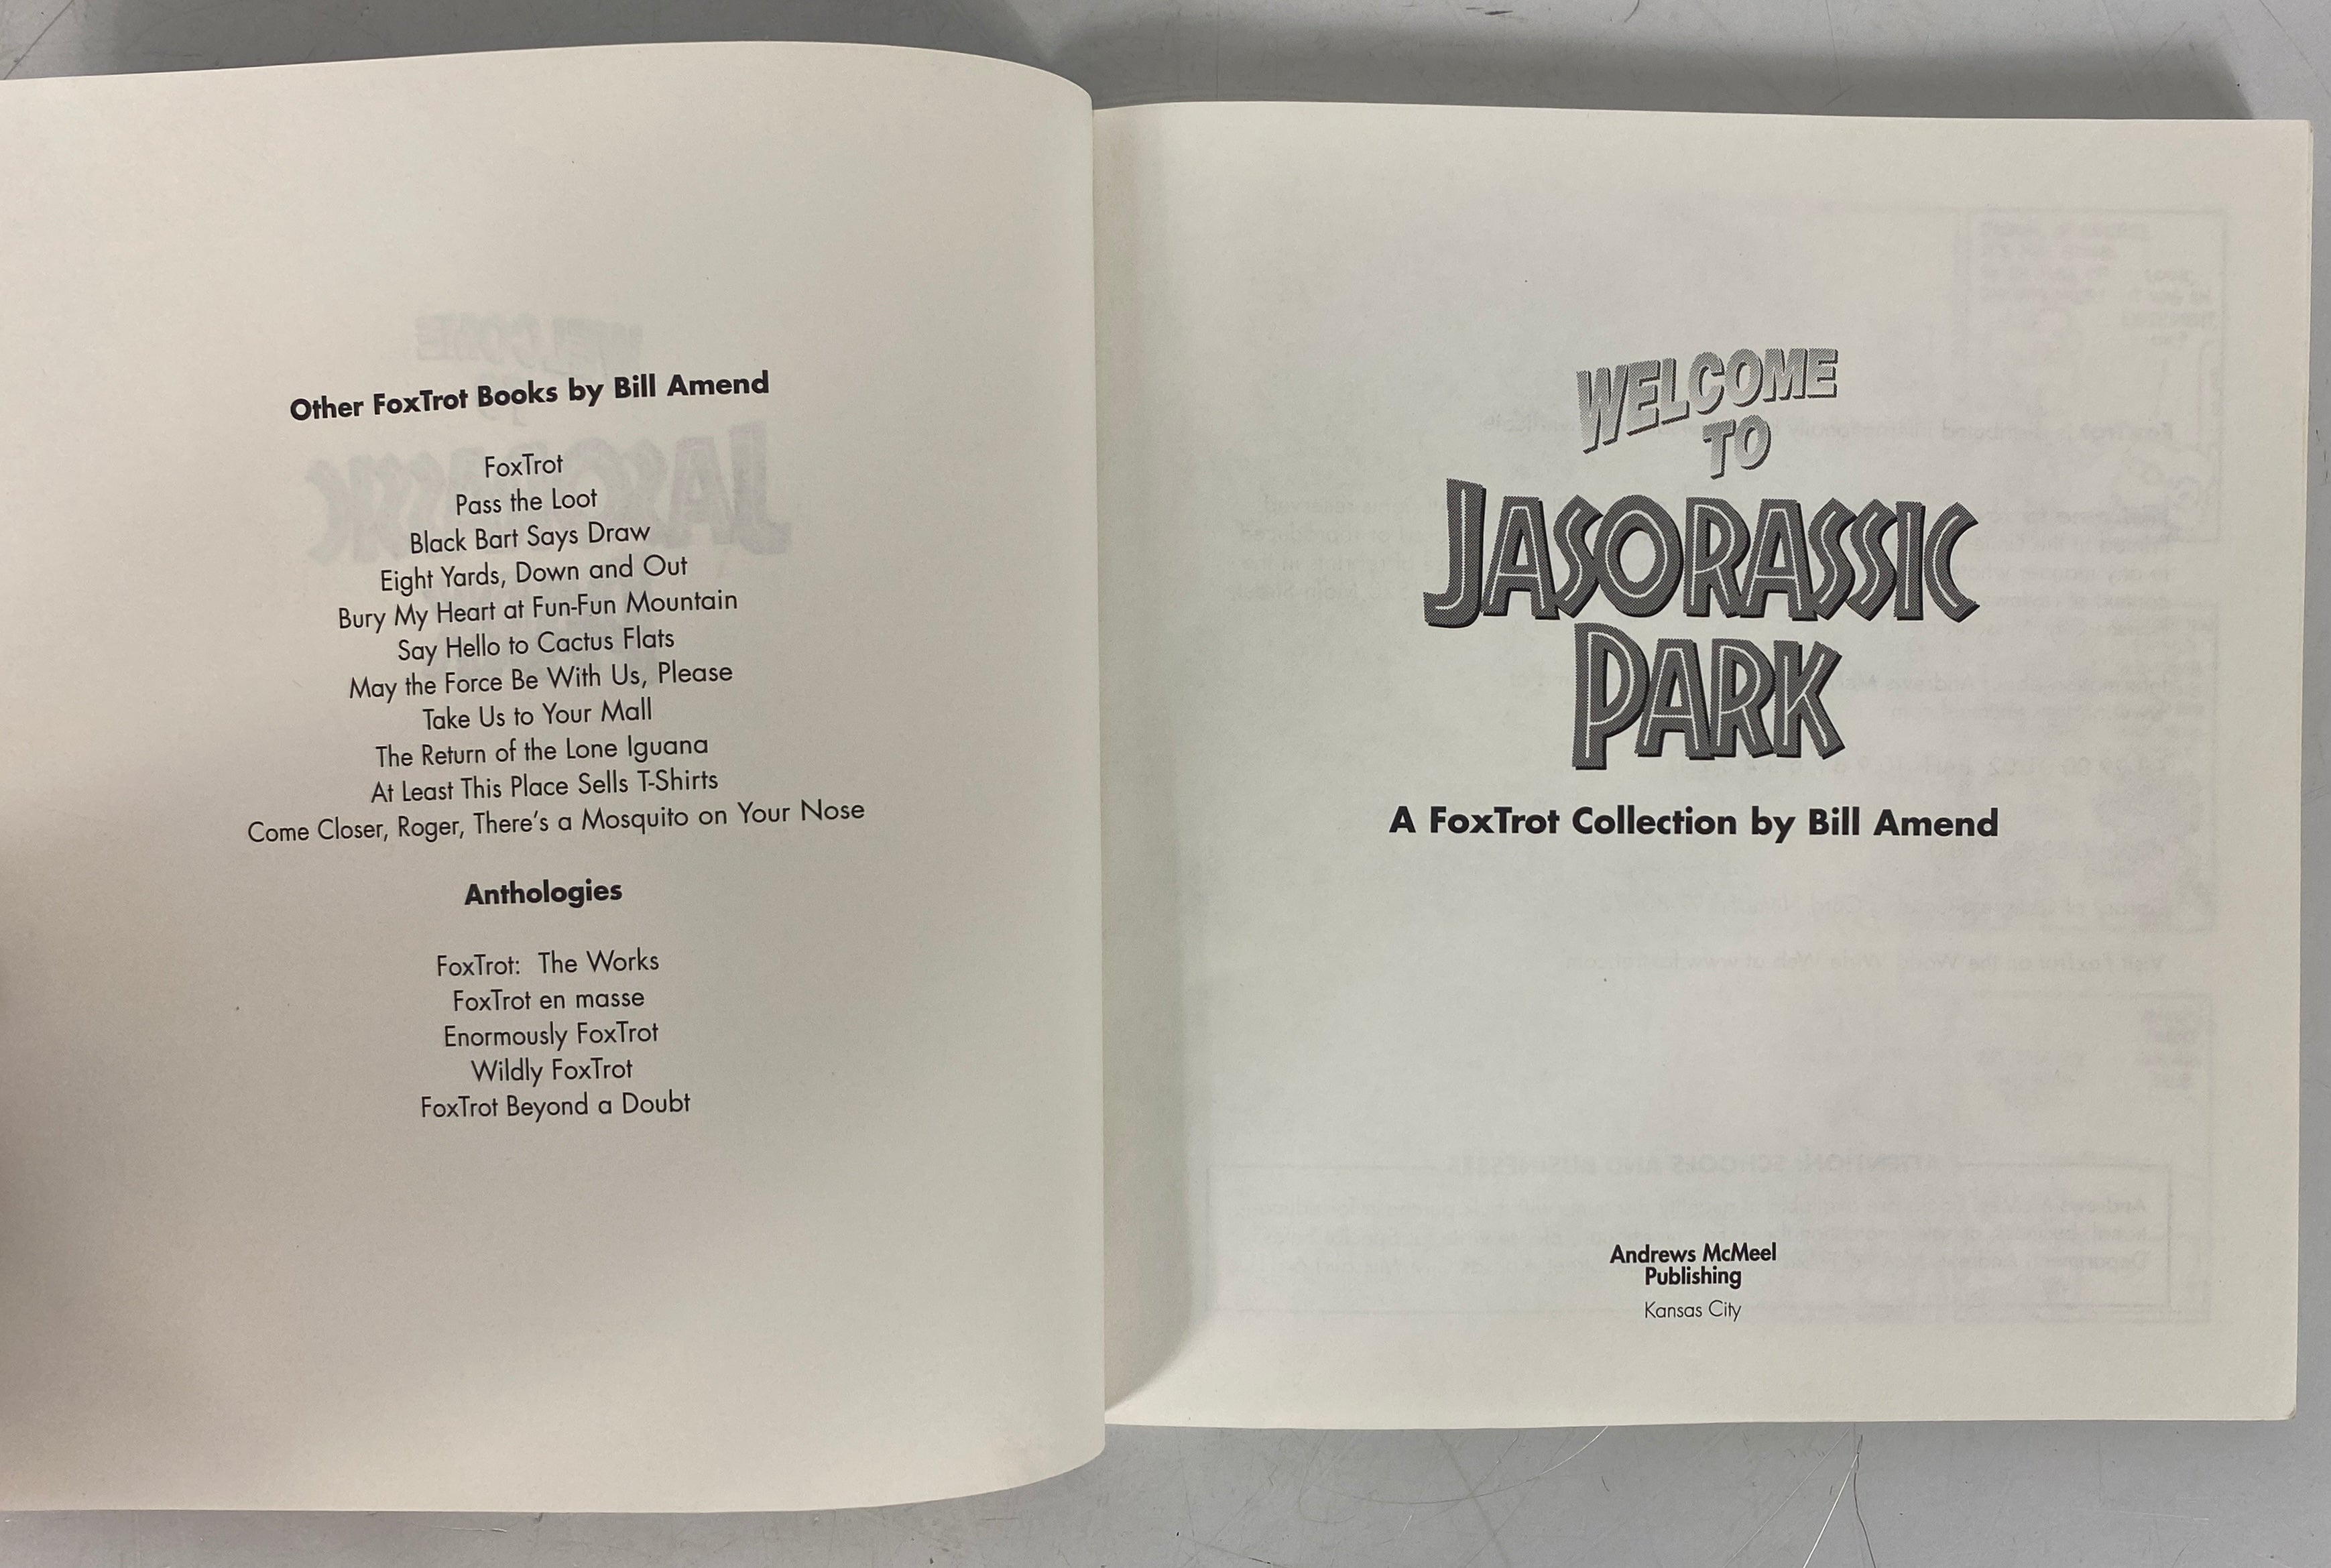 Other FoxTrot Books by Bill Amend
FoxTrot
Pass the Loot
Black Bart Says Draw
Eight Yards, Down and Out
Bury My Heart at Fun-Fun Mountain
Say Hello to Cactus Flats
May the Force Be With Us, Please
Take Us to Your Mall
The Return of the Lone Iguana
At Least This Place Sells T-Shirts
Come Closer, Roger, There's a Mosquito on Your Nose
Anthologies
FoxTrot: The Works
FoxTrot en masse
Enormously FoxTrot
Wildly FoxTrot
FoxTrot Beyond a Doubt
WELCOME
TO
JASORASSIC
PARK
A FoxTrot Collection by Bill Amend
Andrews McMeel
Publishing
Kansas City